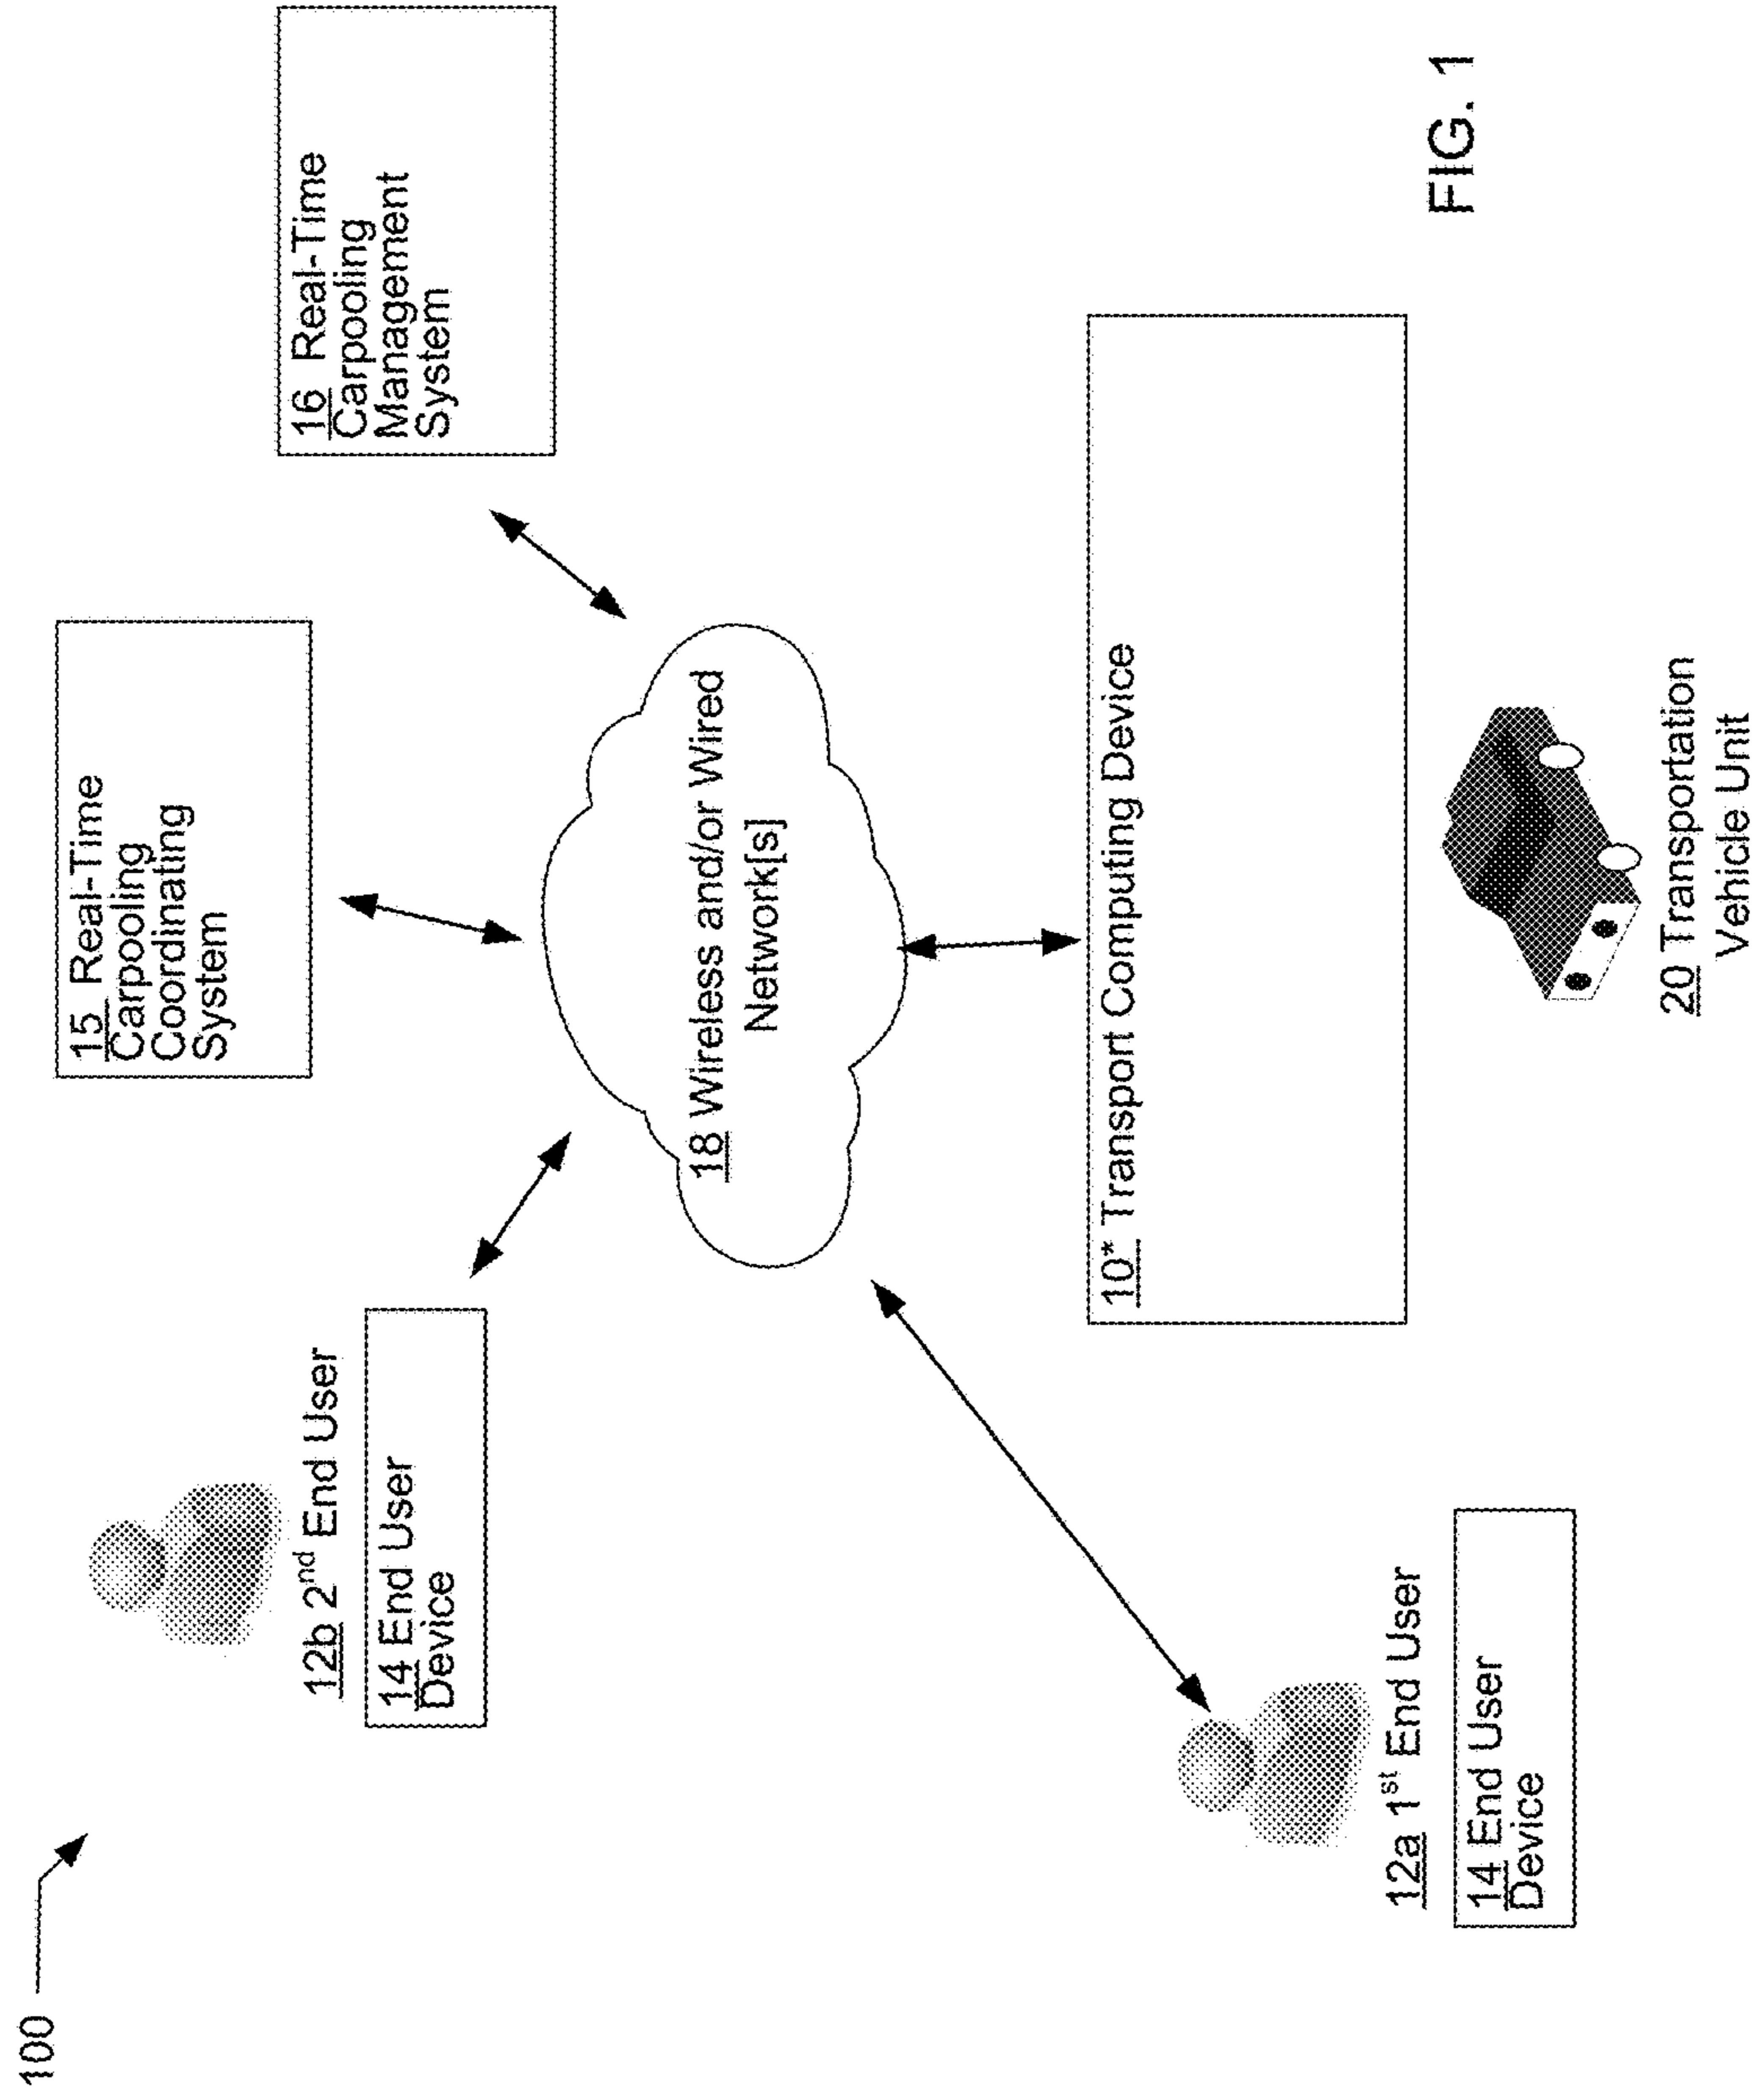 100
12b 2nd End User
14 End User
Device
15 Real-Time
Carpooling
Coordinating
System
16 Real-Time
Carpooling
Management
System
18 Wireless and/or Wired
Network[s]
12a 1st End User
14 End User
Device
10* Transport Computing Device
20 Transportation
Vehicle Unit
FIG. 1